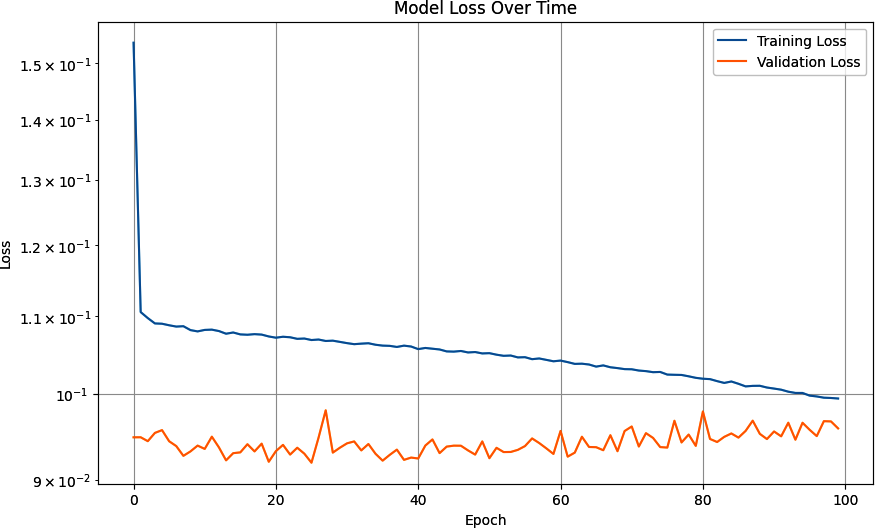 Model Loss Over Time
Training Loss
Validation Loss
1.5 × 10⁻¹
1.4 × 10⁻¹
1.3 × 10⁻¹
1.2 × 10⁻¹
1.1 × 10⁻¹
10⁻¹
9 × 10⁻²
Loss
0 20 40 60 80 100
Epoch